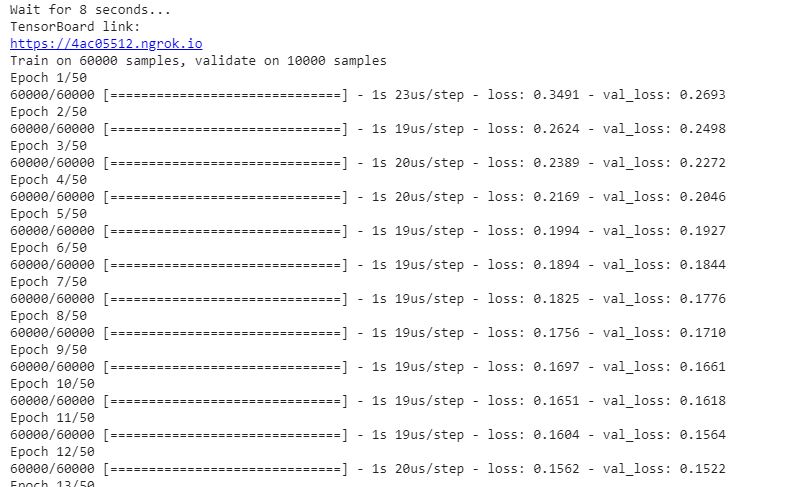 Wait for 8 seconds...
TensorBoard link:
https://4ac05512.ngrok.io
Train on 60000 samples, validate on 10000 samples
Epoch 1/50
60000/60000 [==============================] - 1s 23us/step - loss: 0.3491 - val_loss: 0.2693
Epoch 2/50
60000/60000 [==============================] - 1s 19us/step - loss: 0.2624 - val_loss: 0.2498
Epoch 3/50
60000/60000 [==============================] - 1s 20us/step - loss: 0.2389 - val_loss: 0.2272
Epoch 4/50
60000/60000 [==============================] - 1s 20us/step - loss: 0.2169 - val_loss: 0.2046
Epoch 5/50
60000/60000 [==============================] - 1s 19us/step - loss: 0.1994 - val_loss: 0.1927
Epoch 6/50
60000/60000 [==============================] - 1s 19us/step - loss: 0.1894 - val_loss: 0.1844
Epoch 7/50
60000/60000 [==============================] - 1s 19us/step - loss: 0.1825 - val_loss: 0.1776
Epoch 8/50
60000/60000 [==============================] - 1s 19us/step - loss: 0.1756 - val_loss: 0.1710
Epoch 9/50
60000/60000 [==============================] - 1s 19us/step - loss: 0.1697 - val_loss: 0.1661
Epoch 10/50
60000/60000 [==============================] - 1s 19us/step - loss: 0.1651 - val_loss: 0.1618
Epoch 11/50
60000/60000 [==============================] - 1s 19us/step - loss: 0.1604 - val_loss: 0.1564
Epoch 12/50
60000/60000 [==============================] - 1s 20us/step - loss: 0.1562 - val_loss: 0.1522
Epoch 13/50